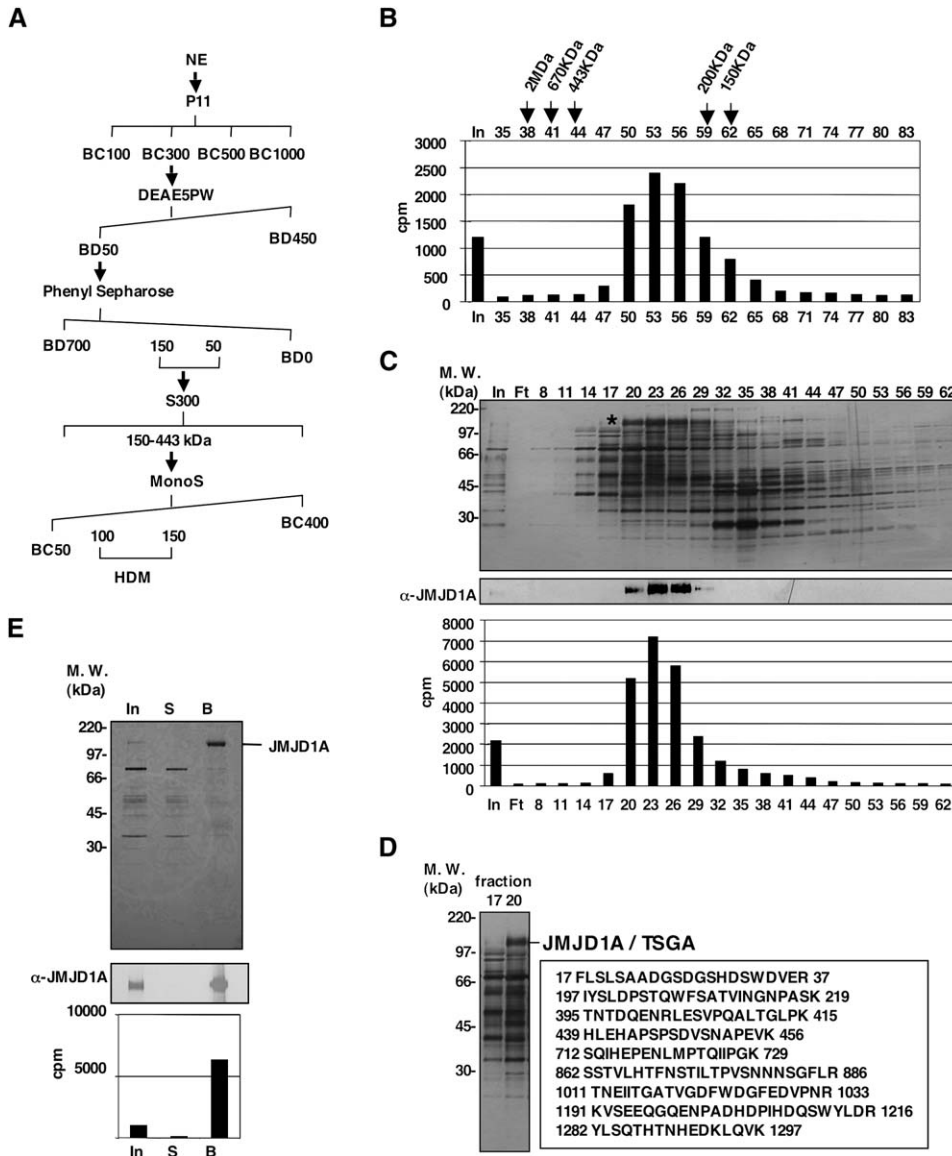 A
NE
P11
BC100 BC300 BC500 BC1000
DEAE5PW
BD50 BD450
Phenyl Sepharose
BD700 150 50 BD0
S300
150-443 kDa
MonoS
BC50 100 150 BC400
HDM
B
2MDa 670KDa 443KDa 200KDa 150KDa
In 35 38 41 44 47 50 53 56 59 62 65 68 71 74 77 80 83
3000
2500
2000
1500
1000
500
0
cpm
In 35 38 41 44 47 50 53 56 59 62 65 68 71 74 77 80 83
C
M. W.
(kDa) In Ft 8 11 14 17 20 23 26 29 32 35 38 41 44 47 50 53 56 59 62
220-
97-
66-
45-
30-
*
α-JMJD1A
8000
7000
6000
5000
4000
3000
2000
1000
0
cpm
In Ft 8 11 14 17 20 23 26 29 32 35 38 41 44 47 50 53 56 59 62
D
M. W.
(kDa) fraction
17 20
220-
97-
66-
45-
30-
JMJD1A / TSGA
17 FLSLSAADGSDGSHDSWDVER 37
197 IYSLDPSTQWFSATVINGNPASK 219
395 TNTDQENRLESVPQALTGLPK 415
439 HLEHAPSPSDVSNAPEVK 456
712 SQIHEPENLMPTQIIPGK 729
862 SSTVLHTFNSTILTPVSNNNSGFLR 886
1011 TNEIITGATVGDFWDGFEDVPNR 1033
1191 KVSEEQGQENPADHDPIHDQSWYLDR 1216
1282 YLSQTHTNHEDKLQVK 1297
E
M. W.
(kDa)
In S B
220-
97-
66-
45-
30-
JMJD1A
α-JMJD1A
10000
5000
cpm
In S B